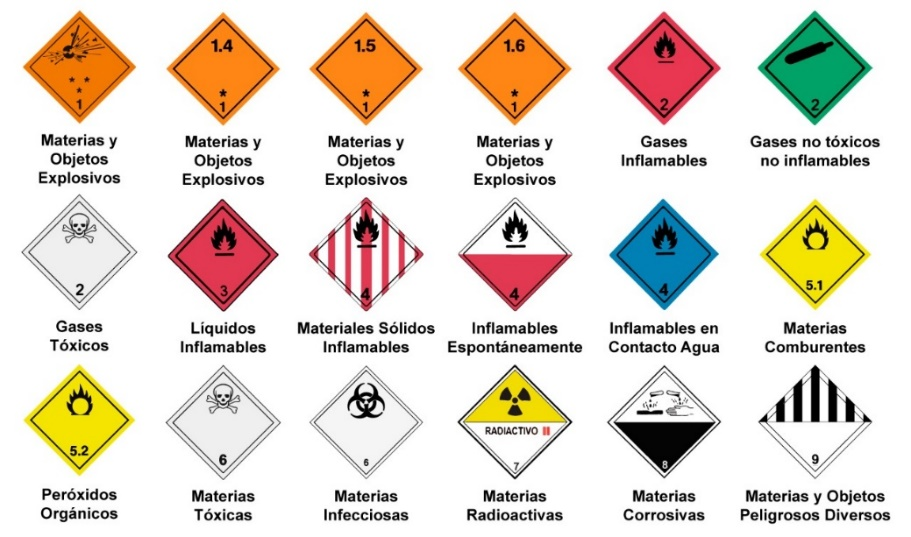 * *
*
1
1.4
*
1
1.5
*
1
1.6
*
1
2
2
Materias y
Objetos
Explosivos
Materias y
Objetos
Explosivos
Materias y
Objetos
Explosivos
Materias y
Objetos
Explosivos
Gases
Inflamables
Gases no tóxicos
no inflamables
2
3
4
4
4
5.1
Gases
Tóxicos
Líquidos
Inflamables
Materiales Sólidos
Inflamables
Inflamables
Espontáneamente
Inflamables en
Contacto Agua
Materias
Comburentes
5.2
6
6
RADIACTIVO II
7
8
9
Peróxidos
Orgánicos
Materias
Tóxicas
Materias
Infecciosas
Materias
Radioactivas
Materias
Corrosivas
Materias y Objetos
Peligrosos Diversos